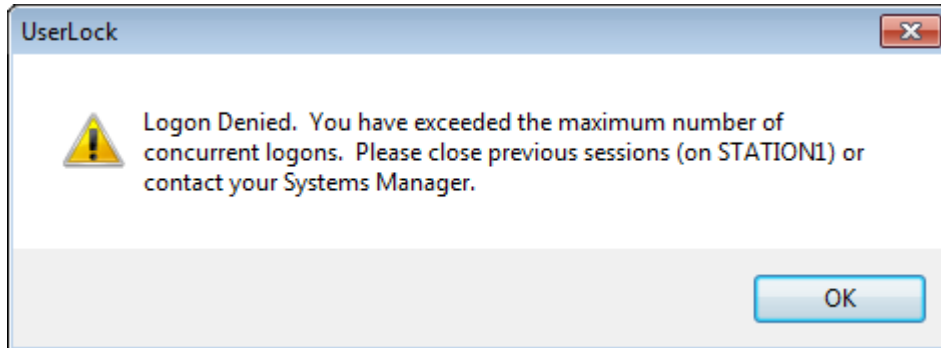 UserLock
Logon Denied.  You have exceeded the maximum number of
concurrent logons.  Please close previous sessions (on STATION1) or
contact your Systems Manager.
OK